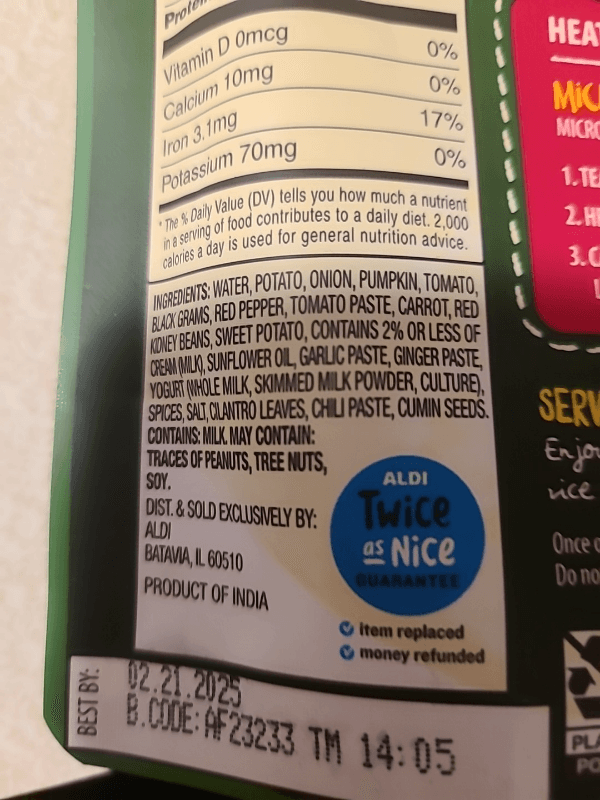 Vitamin D 0mcg 0%
Calcium 10mg 0%
Iron 3.1mg 17%
Potassium 70mg 0%
* The % Daily Value (DV) tells you how much a nutrient
in a serving of food contributes to a daily diet. 2,000
calories a day is used for general nutrition advice.
INGREDIENTS: WATER, POTATO, ONION, PUMPKIN, TOMATO,
BLACK GRAMS, RED PEPPER, TOMATO PASTE, CARROT, RED
KIDNEY BEANS, SWEET POTATO, CONTAINS 2% OR LESS OF
CREAM (MILK), SUNFLOWER OIL, GARLIC PASTE, GINGER PASTE,
YOGURT (WHOLE MILK, SKIMMED MILK POWDER, CULTURE),
SPICES, SALT, CILANTRO LEAVES, CHILI PASTE, CUMIN SEEDS.
CONTAINS: MILK. MAY CONTAIN:
TRACES OF PEANUTS, TREE NUTS,
SOY.
DIST. & SOLD EXCLUSIVELY BY:
ALDI
BATAVIA, IL 60510
PRODUCT OF INDIA
ALDI
Twice
as Nice
GUARANTEE
item replaced
money refunded
BEST BY:
02.21.2025
B.CODE: AF23233 TM 14:05
1.
2.
3.
Once